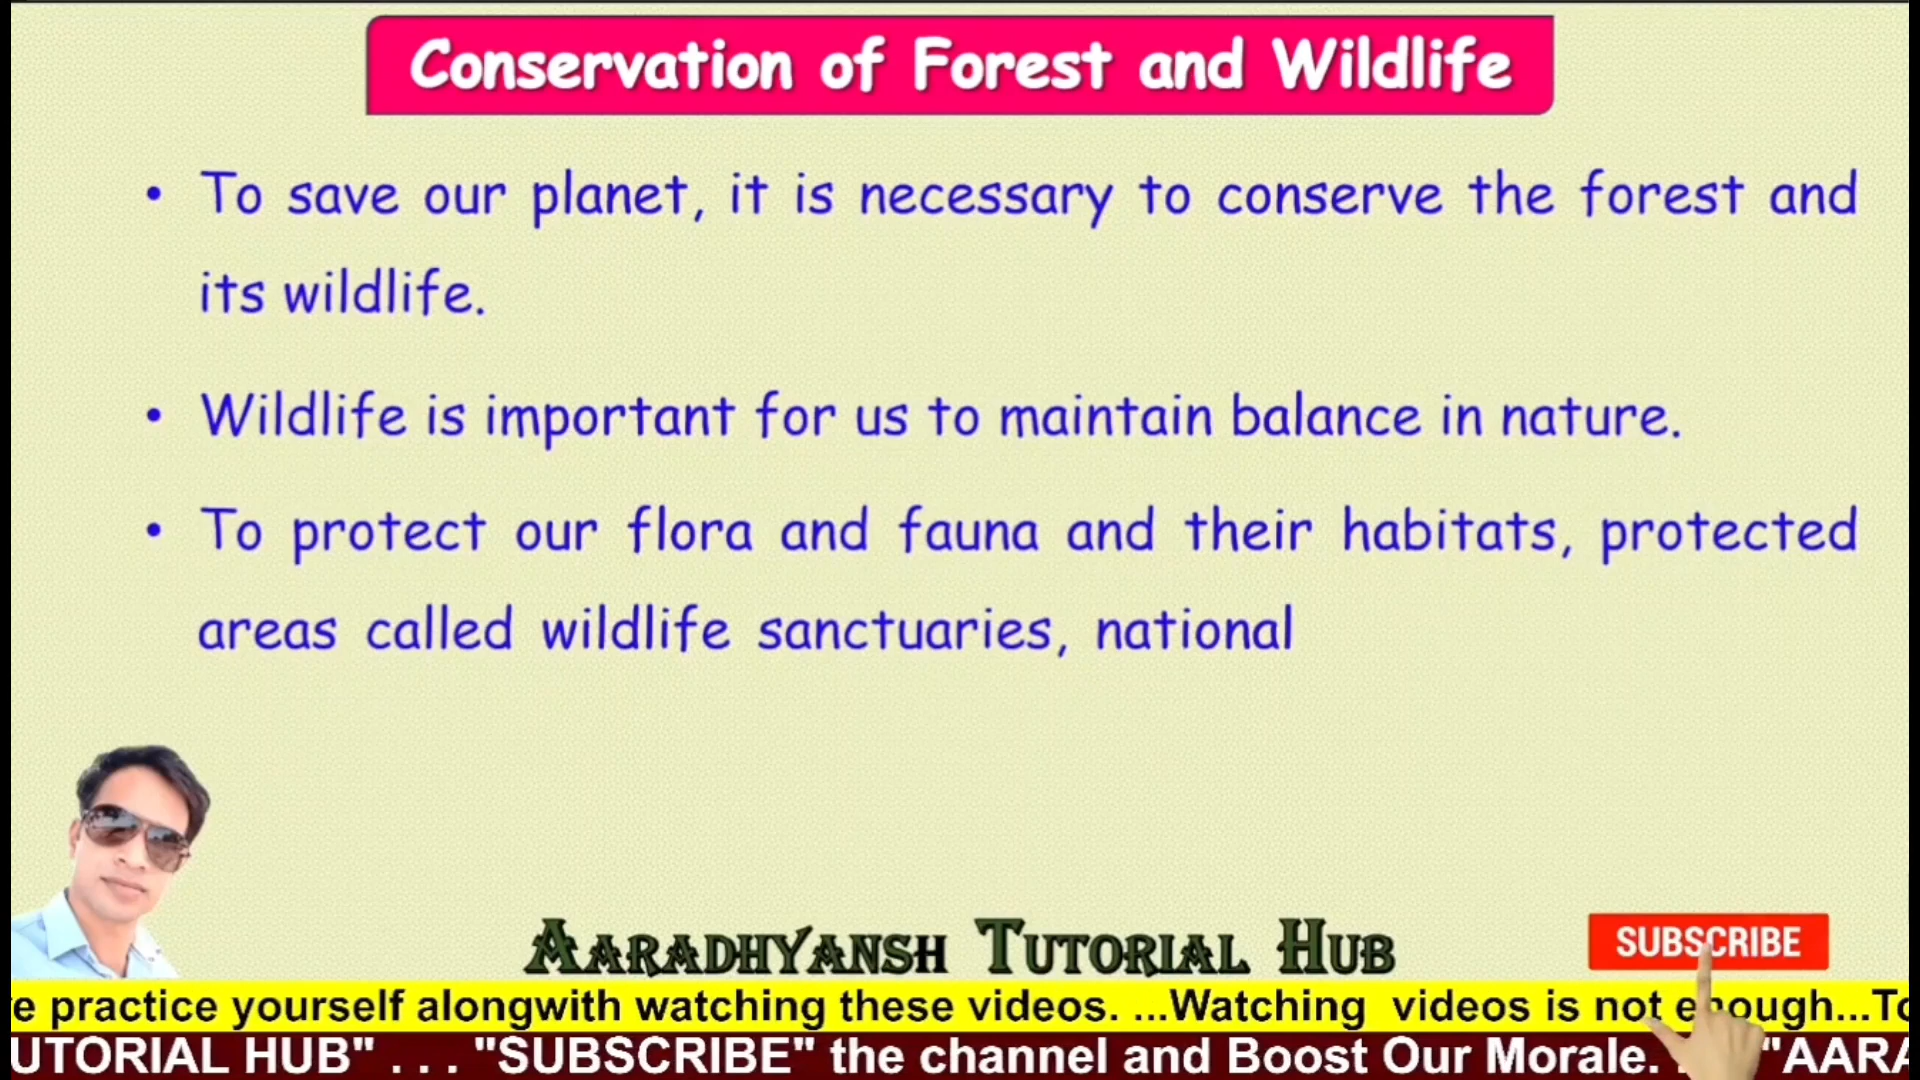 Conservation of Forest and Wildlife
• To save our planet, it is necessary to conserve the forest and
its wildlife.
• Wildlife is important for us to maintain balance in nature.
• To protect our flora and fauna and their habitats, protected
areas called wildlife sanctuaries, national
AARADHYANSH TUTORIAL HUB
SUBSCRIBE
e practice yourself alongwith watching these videos. ...Watching videos is not enough...To
UTORIAL HUB" . . . "SUBSCRIBE" the channel and Boost Our Morale. "AARA